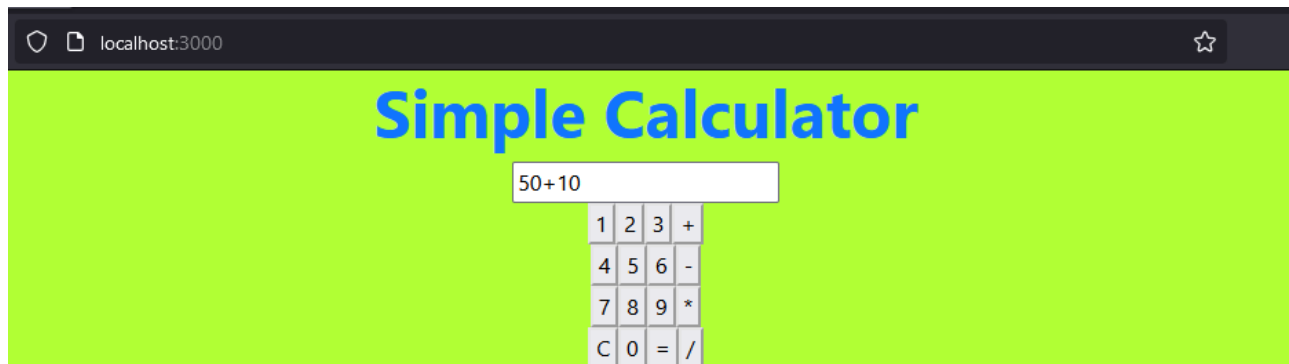 localhost:3000
Simple Calculator
50+10
1 2 3 +
4 5 6 -
7 8 9 *
C 0 = /